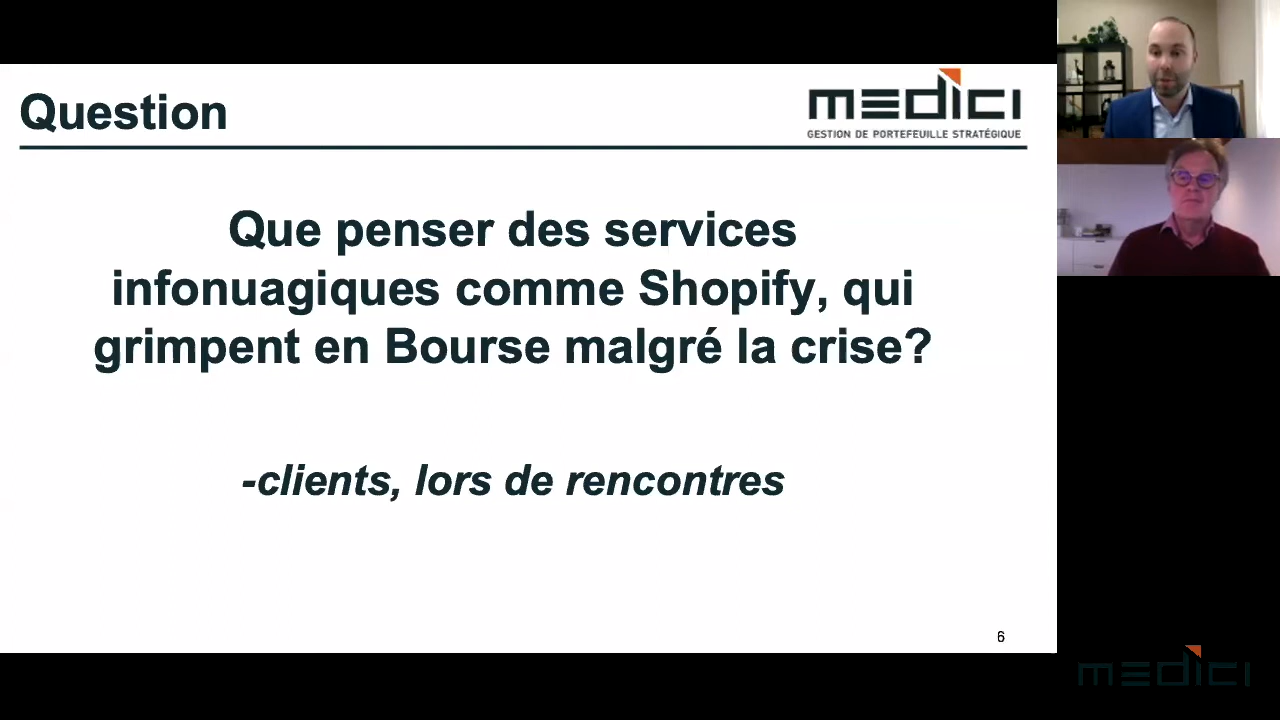 Question
MEDICI
GESTION DE PORTEFEUILLE STRATÉGIQUE
Que penser des services
infonuagiques comme Shopify, qui
grimpent en Bourse malgré la crise?
-clients, lors de rencontres
6
MEDICI